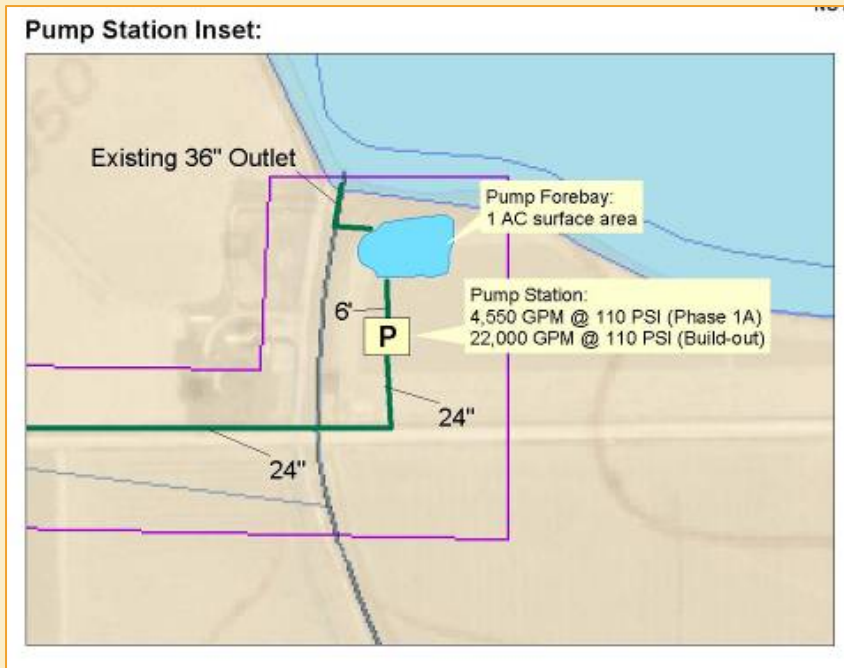 Pump Station Inset:
Existing 36" Outlet
Pump Forebay:
1 AC surface area
Pump Station:
4,550 GPM @ 110 PSI (Phase 1A)
22,000 GPM @ 110 PSI (Build-out)
6'
P
24"
24"